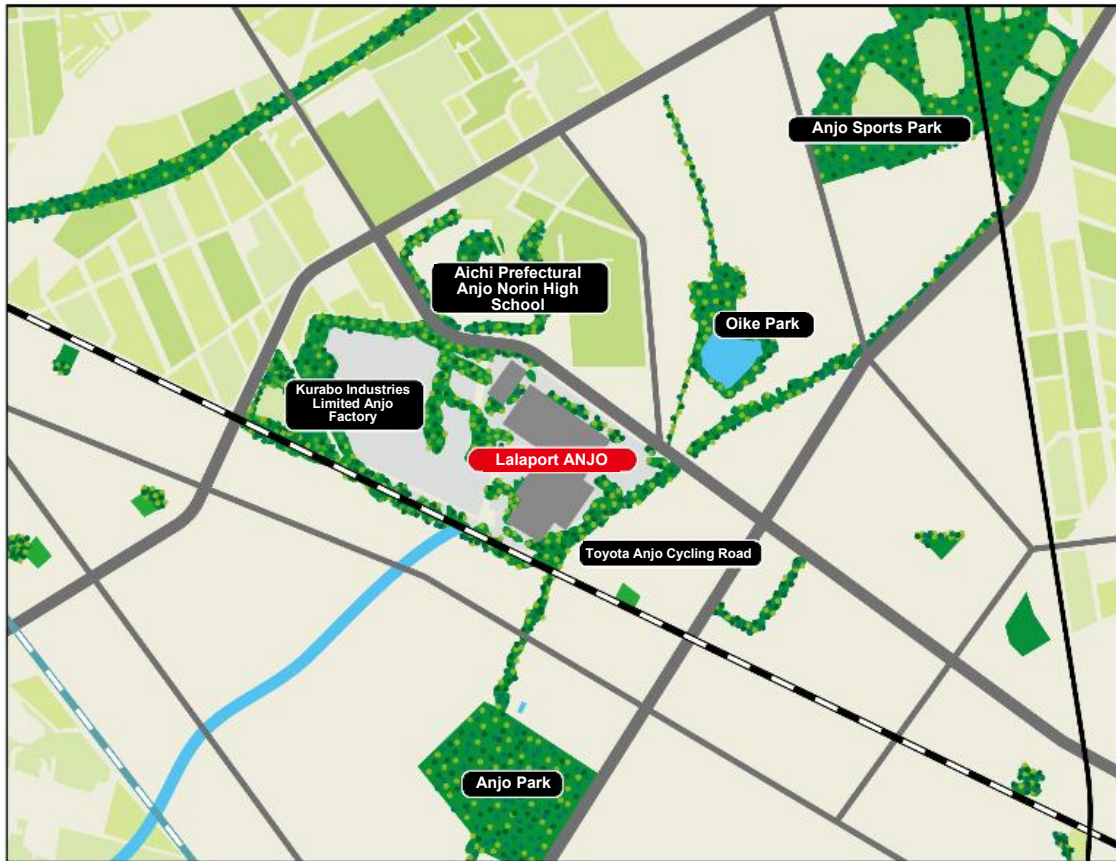 Anjo Sports Park
Aichi Prefectural
Anjo Norin High
School
Oike Park
Kurabo Industries
Limited Anjo
Factory
Lalaport ANJO
Toyota Anjo Cycling Road
Anjo Park